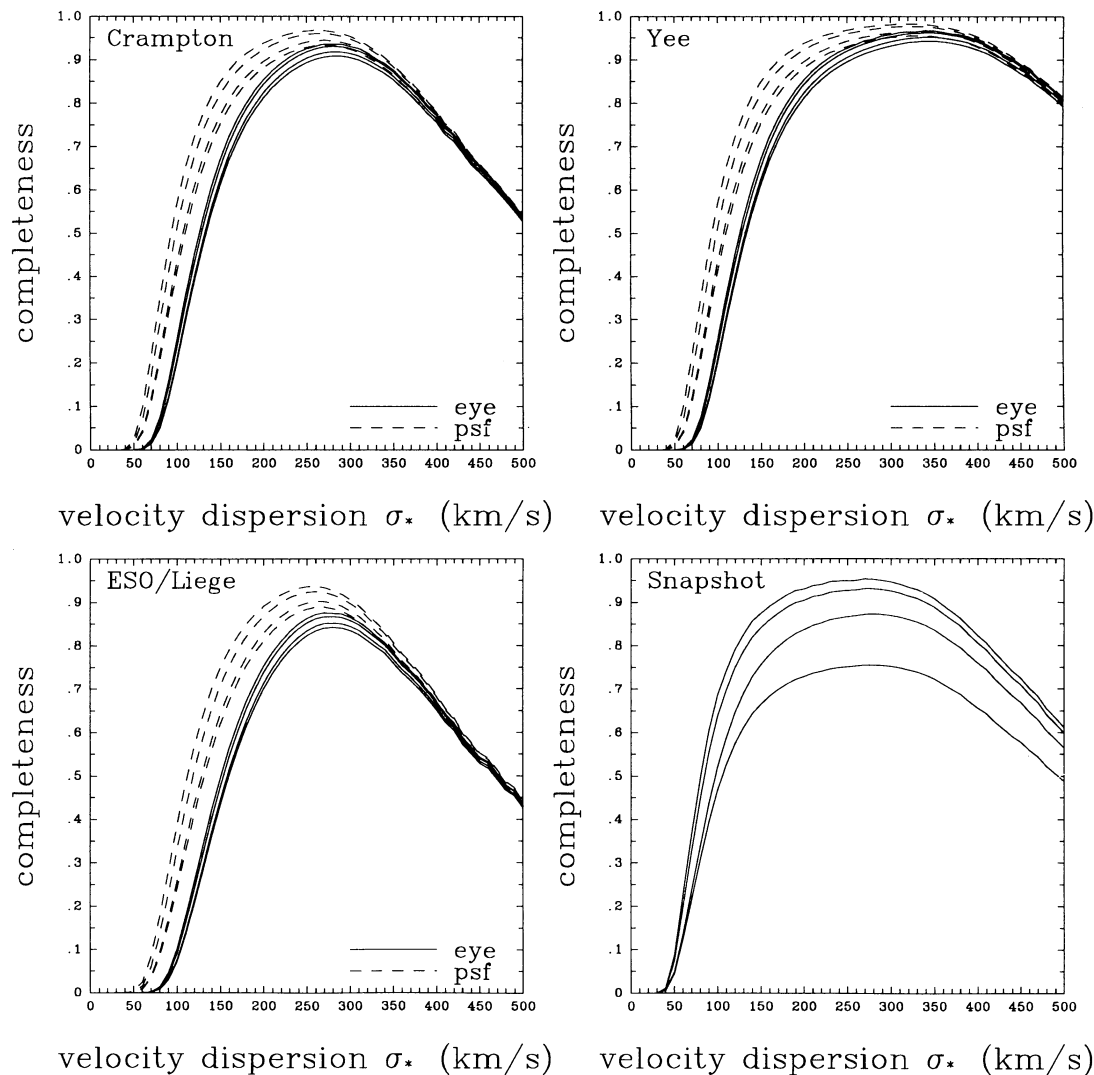 Crampton
completeness
1.0
.9
.8
.7
.6
.5
.4
.3
.2
.1
0
eye
psf
0 50 100 150 200 250 300 350 400 450 500
velocity dispersion σ* (km/s)
Yee
completeness
1.0
.9
.8
.7
.6
.5
.4
.3
.2
.1
0
eye
psf
0 50 100 150 200 250 300 350 400 450 500
velocity dispersion σ* (km/s)
ESO/Liege
completeness
1.0
.9
.8
.7
.6
.5
.4
.3
.2
.1
0
eye
psf
0 50 100 150 200 250 300 350 400 450 500
velocity dispersion σ* (km/s)
Snapshot
completeness
1.0
.9
.8
.7
.6
.5
.4
.3
.2
.1
0
0 50 100 150 200 250 300 350 400 450 500
velocity dispersion σ* (km/s)